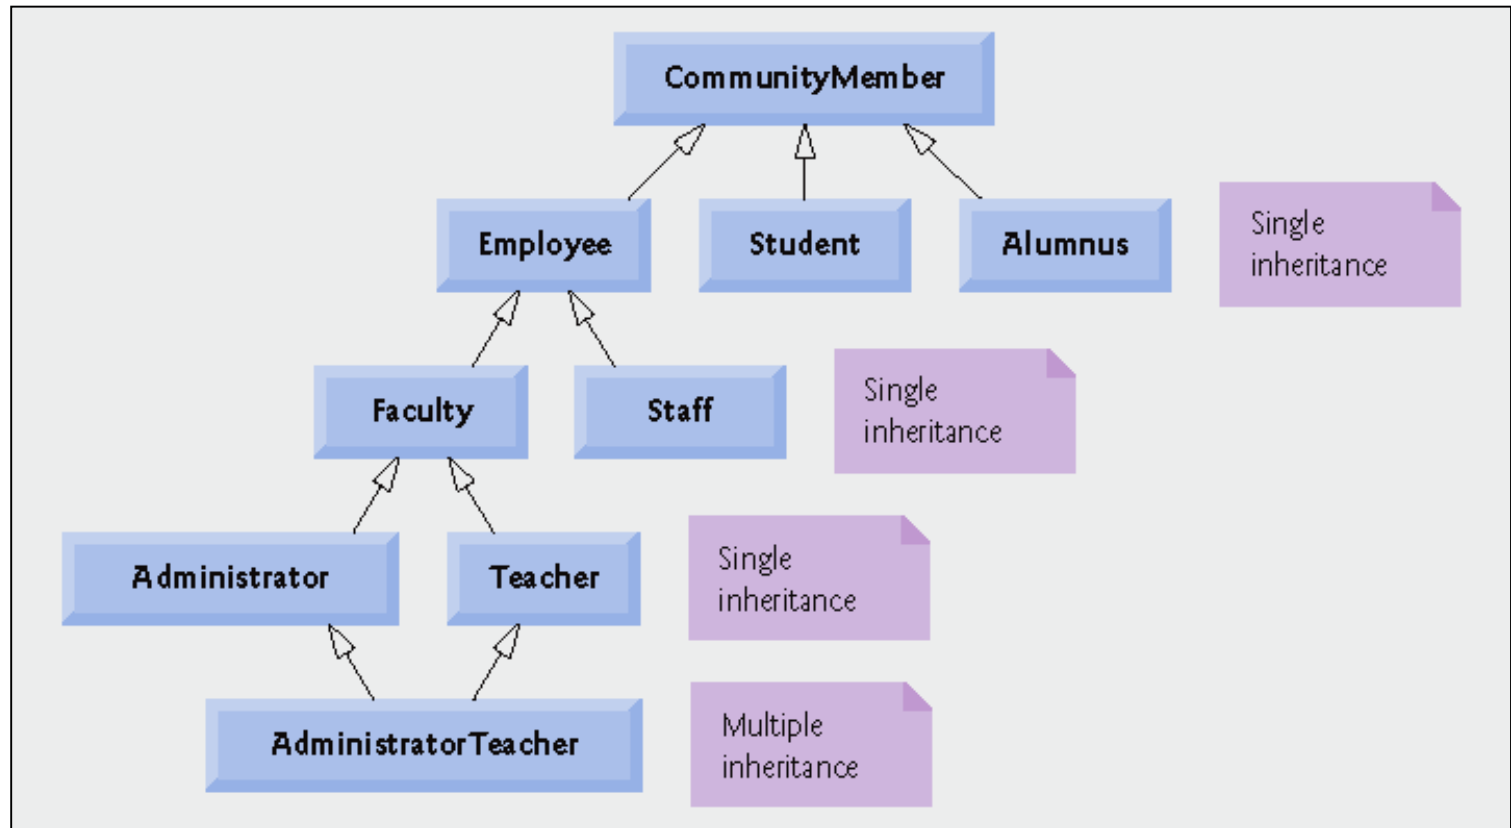 CommunityMember
Employee
Student
Alumnus
Single
inheritance
Faculty
Staff
Single
inheritance
Administrator
Teacher
Single
inheritance
AdministratorTeacher
Multiple
inheritance